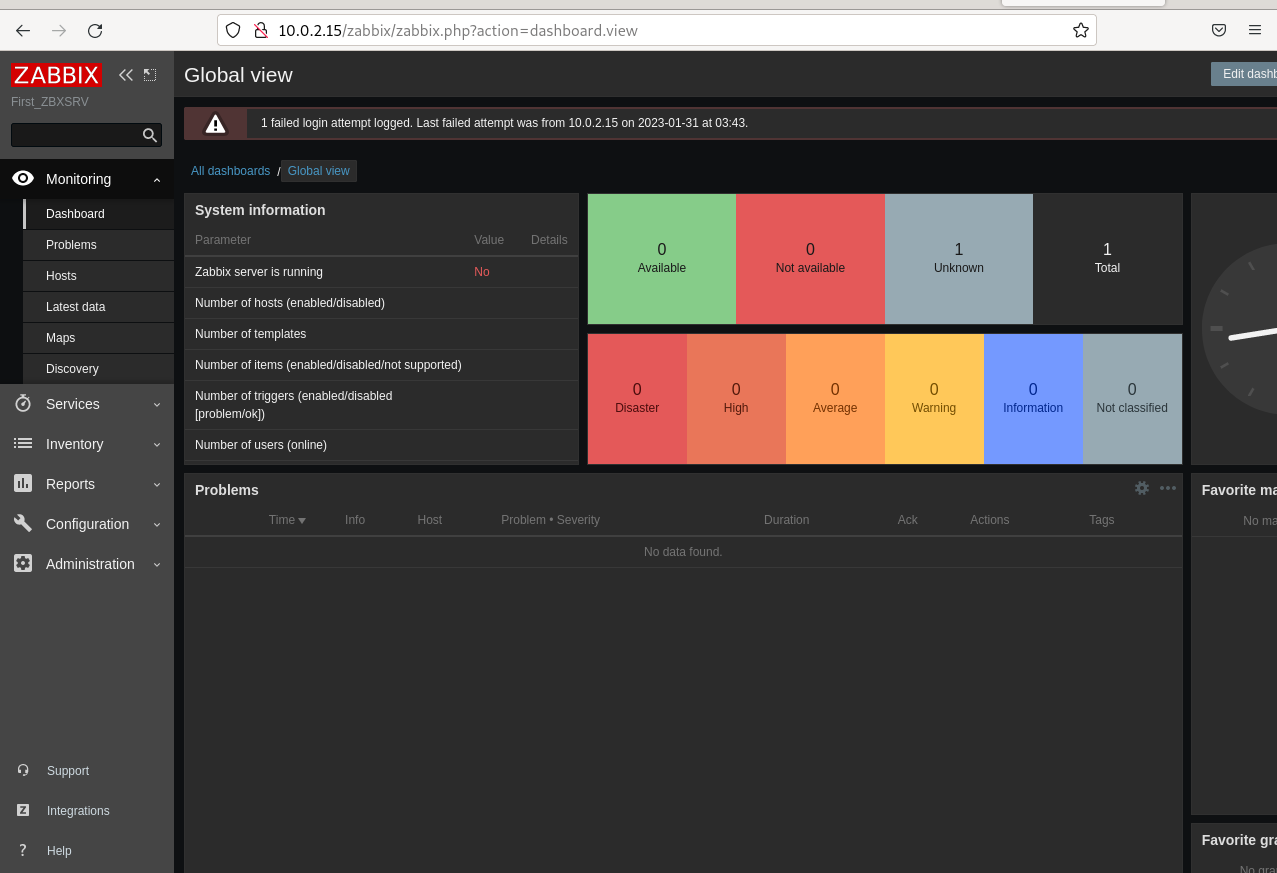 10.0.2.15/zabbix/zabbix.php?action=dashboard.view
ZABBIX
First_ZBXSRV
Monitoring
Dashboard
Problems
Hosts
Latest data
Maps
Discovery
Services
Inventory
Reports
Configuration
Administration
Support
Z Integrations
? Help
Global view
Edit dashb
1 failed login attempt logged. Last failed attempt was from 10.0.2.15 on 2023-01-31 at 03:43.
All dashboards / Global view
System information
Parameter Value Details
Zabbix server is running No
Number of hosts (enabled/disabled)
Number of templates
Number of items (enabled/disabled/not supported)
Number of triggers (enabled/disabled
[problem/ok])
Number of users (online)
0 0 1 1
Available Not available Unknown Total
0 0 0 0 0 0
Disaster High Average Warning Information Not classified
Problems
Time Info Host Problem • Severity Duration Ack Actions Tags
No data found.
Favorite ma
No ma
Favorite gra
No gra